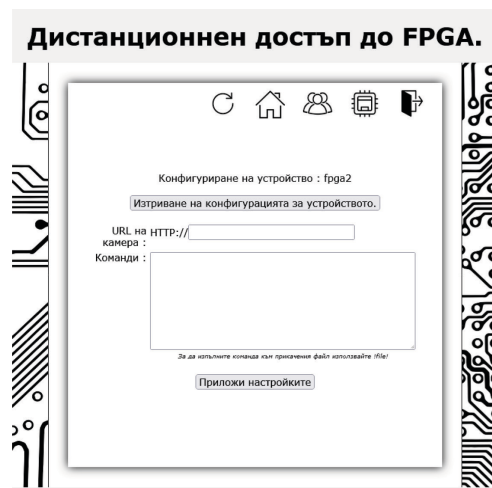 Дистанционнен достъп до FPGA.
Конфигуриране на устройство : fpga2
Изтриване на конфигурацията за устройството.
URL на камера : HTTP://
Команди :
За да изпълните команда към прикачения файл използвайте !file!
Приложи настройките